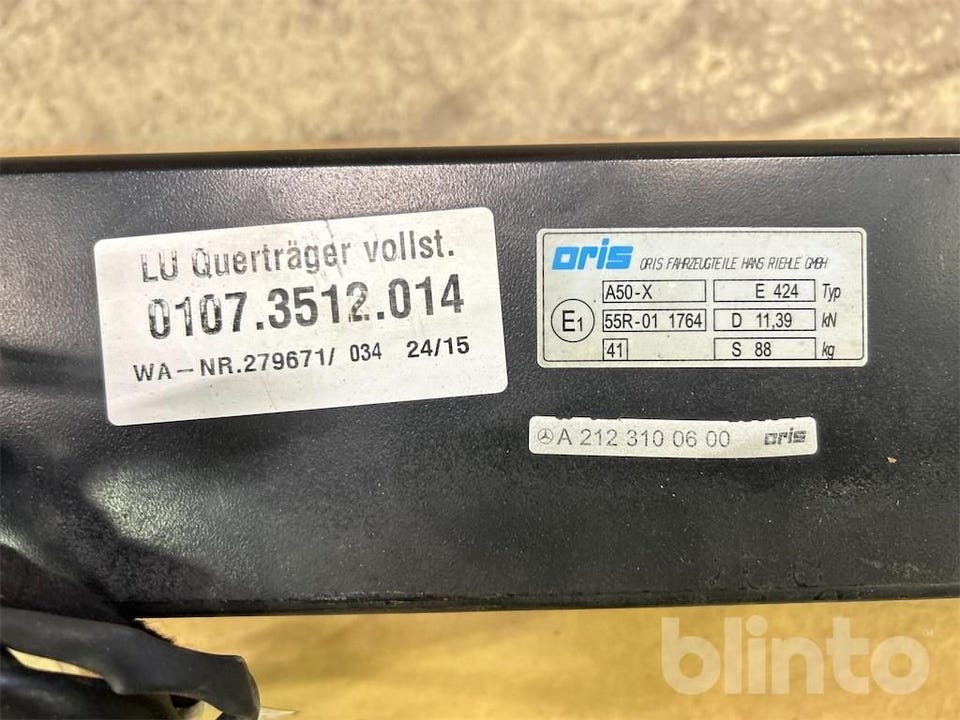 LU Querträger vollst.
0107.3512.014
WA-NR.279671/ 034 24/15
oris ORIS FAHRZEUGTEILE HANS RIEHLE GMBH
A50-X E 424 Typ
E1 55R-01 1764 D 11,39 kN
41 S 88 kg
A 212 310 06 00 oris
blinto™